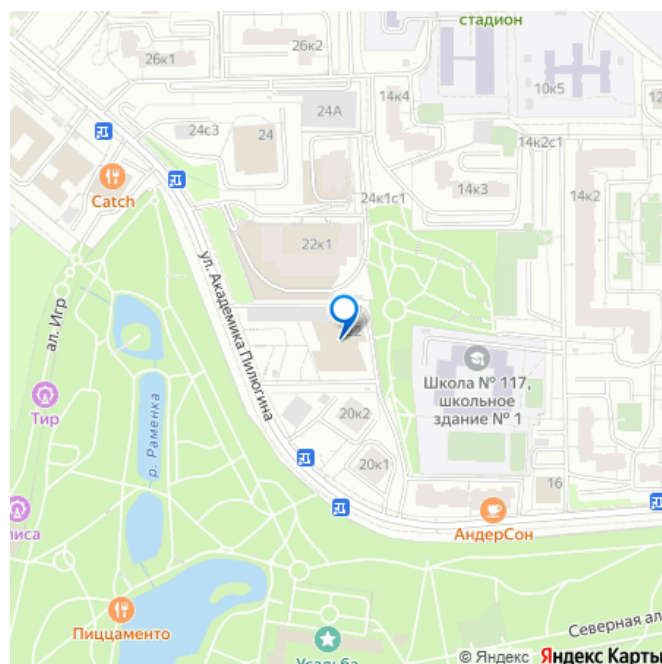 стадион
26к2
26к1
24А
14к4
10к5
24с3
24
14к2с1
14к3
24к1с1
14к2
Catch
22к1
ал. Игр
ул. Академика Пилюгина
Тир
р. Раменка
Школа № 117,
школьное
здание № 1
20к2
20к1
16
АндерСон
Пиццаменто
Северная ал
Усадьба
© Яндекс Яндекс Карты